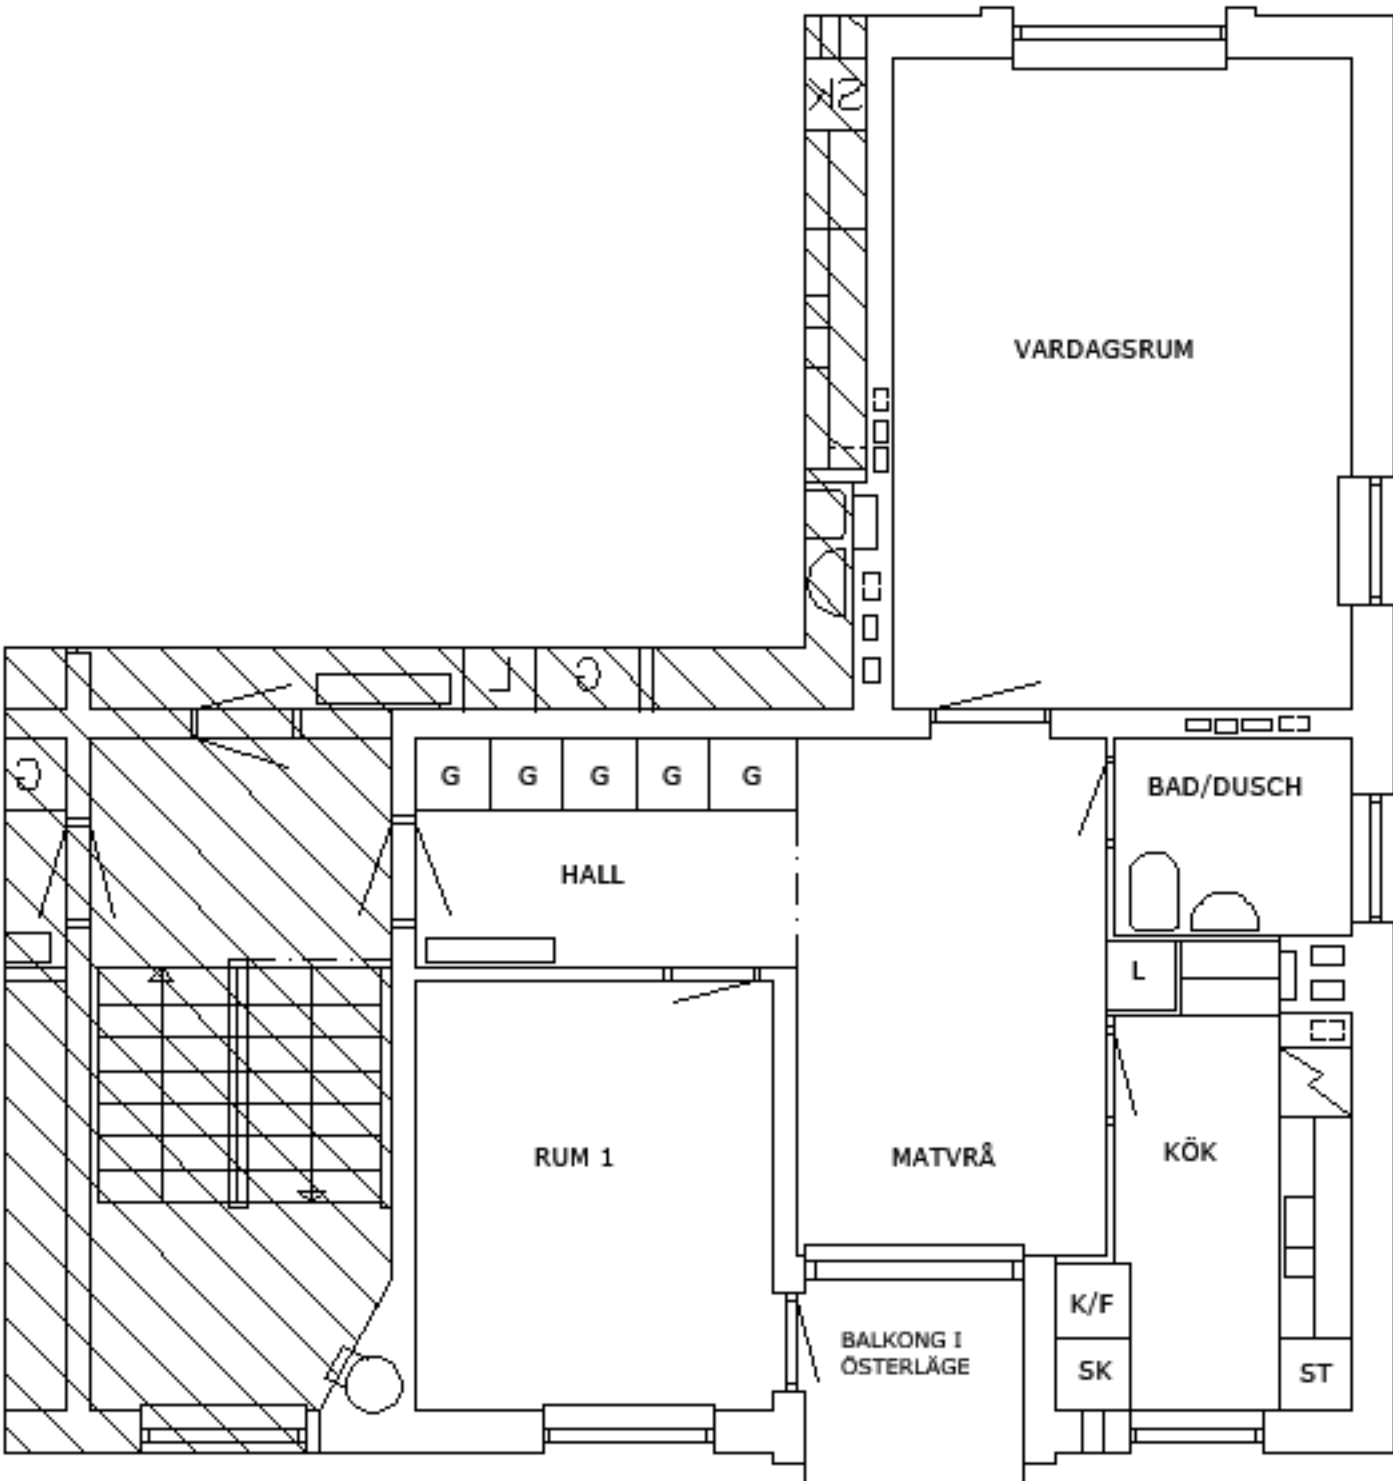 SK
VARDAGSRUM
L
G
G
G
G
G
G
G
BAD/DUSCH
HALL
L
RUM 1
MATVRÅ
KÖK
K/F
BALKONG I
ÖSTERLÄGE
SK
ST